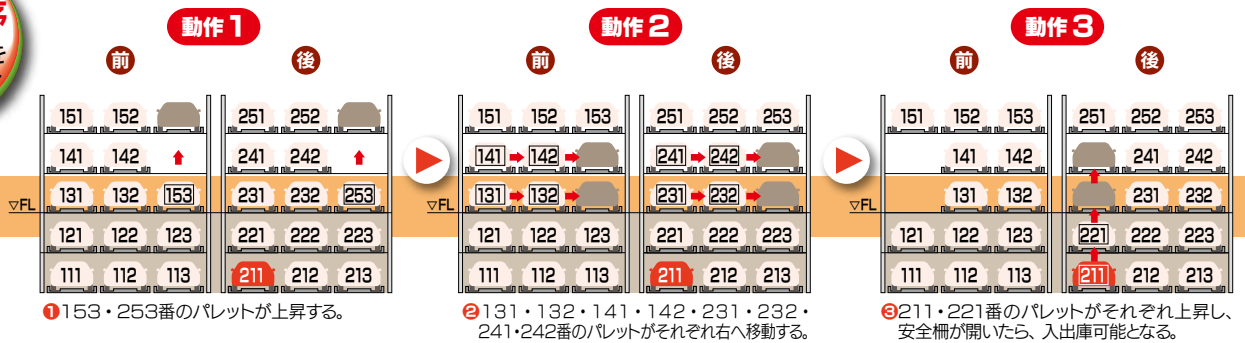 動作1
前 後
151 152
251 252
141 142
241 242
131 132 153
231 232 253
▽FL
121 122 123
221 222 223
111 112 113
211 212 213
❶153・253番のパレットが上昇する。
動作2
前 後
151 152 153
251 252 253
141 142
241 242
131 132
231 232
▽FL
121 122 123
221 222 223
111 112 113
211 212 213
❷131・132・141・142・231・232・
241・242番のパレットがそれぞれ右へ移動する。
動作3
前 後
151 152 153
251 252 253
141 142
241 242
131 132
231 232
▽FL
121 122 123
221 222 223
111 112 113
211 212 213
❸211・221番のパレットがそれぞれ上昇し、
安全柵が開いたら、入出庫可能となる。